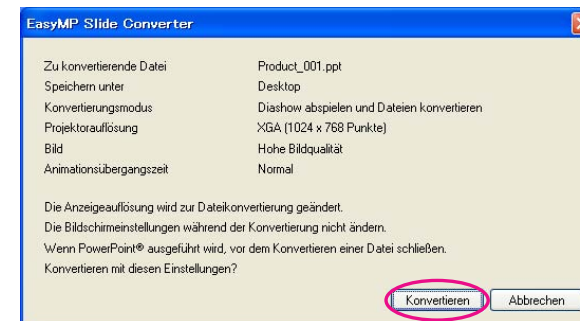 EasyMP Slide Converter
Zu konvertierende Datei Product_001.ppt
Speichern unter Desktop
Konvertierungsmodus Diashow abspielen und Dateien konvertieren
Projektorauflösung XGA (1024 x 768 Punkte)
Bild Hohe Bildqualität
Animationsübergangszeit Normal
Die Anzeigeauflösung wird zur Dateikonvertierung geändert.
Die Bildschirmeinstellungen während der Konvertierung nicht ändern.
Wenn PowerPoint® ausgeführt wird, vor dem Konvertieren einer Datei schließen.
Konvertieren mit diesen Einstellungen?
Konvertieren Abbrechen